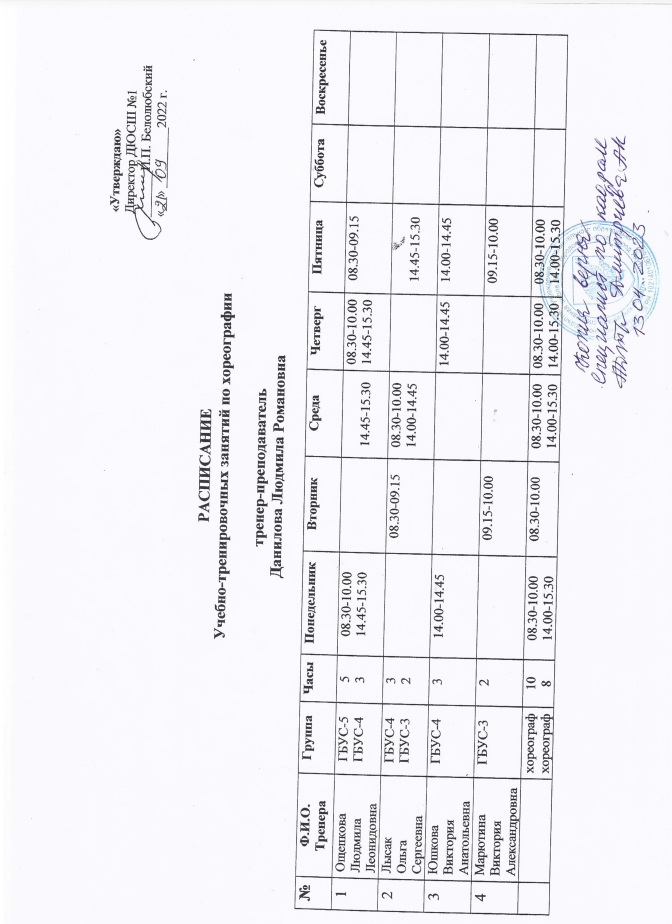 «Утверждаю»
Директор ДЮСШ №1
И.П. Белолюбский
«21» 09 2022 г.
РАСПИСАНИЕ
Учебно-тренировочных занятий по хореографии
тренер-преподаватель
Данилова Людмила Романовна
№ Ф.И.О. Тренера Группа Часы Понедельник Вторник Среда Четверг Пятница Суббота Воскресенье
1 Ощепкова ГБУС-5 5 08.30-10.00 08.30-10.00 08.30-09.15
Людмила ГБУС-4 3 14.45-15.30 14.45-15.30 14.45-15.30
Леонидовна
2 Лысак ГБУС-4 3 08.30-09.15 08.30-10.00
Ольга ГБУС-3 2 14.00-14.45 14.45-15.30
Сергеевна
3 Юшкова ГБУС-4 3 14.00-14.45 14.00-14.45 14.00-14.45
Виктория
Анатольевна
4 Марютина ГБУС-3 2 09.15-10.00 09.15-10.00
Виктория
Александровна
хореограф 10 08.30-10.00 08.30-10.00 08.30-10.00 08.30-10.00 08.30-10.00
хореограф 8 14.00-15.30 14.00-15.30 14.00-15.30 14.00-15.30
Копия верна
Специалист по кадрам
Дмитриева АК
13.04.2023